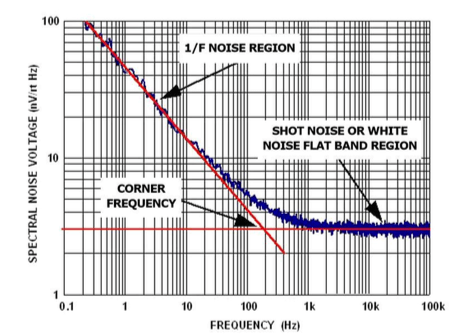 100
1/F NOISE REGION
SHOT NOISE OR WHITE
NOISE FLAT BAND REGION
10
CORNER
FREQUENCY
1
0.1 1 10 100 1k 10k 100k
FREQUENCY (Hz)
SPECTRAL NOISE VOLTAGE (nV/rt Hz)